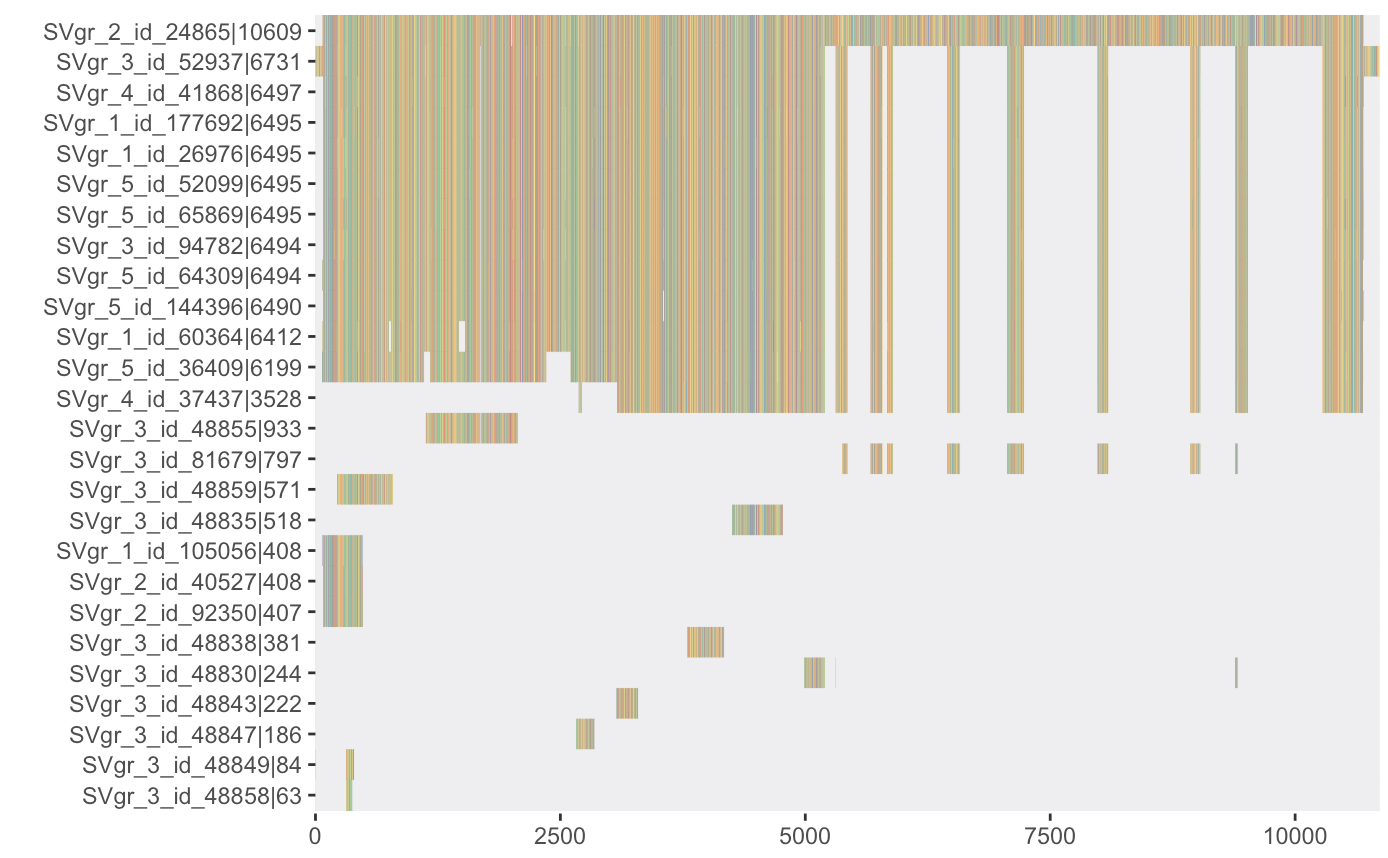 SVgr_2_id_24865|10609
SVgr_3_id_52937|6731
SVgr_4_id_41868|6497
SVgr_1_id_177692|6495
SVgr_1_id_26976|6495
SVgr_5_id_52099|6495
SVgr_5_id_65869|6495
SVgr_3_id_94782|6494
SVgr_5_id_64309|6494
SVgr_5_id_144396|6490
SVgr_1_id_60364|6412
SVgr_5_id_36409|6199
SVgr_4_id_37437|3528
SVgr_3_id_48855|933
SVgr_3_id_81679|797
SVgr_3_id_48859|571
SVgr_3_id_48835|518
SVgr_1_id_105056|408
SVgr_2_id_40527|408
SVgr_2_id_92350|407
SVgr_3_id_48838|381
SVgr_3_id_48830|244
SVgr_3_id_48843|222
SVgr_3_id_48847|186
SVgr_3_id_48849|84
SVgr_3_id_48858|63
0 2500 5000 7500 10000